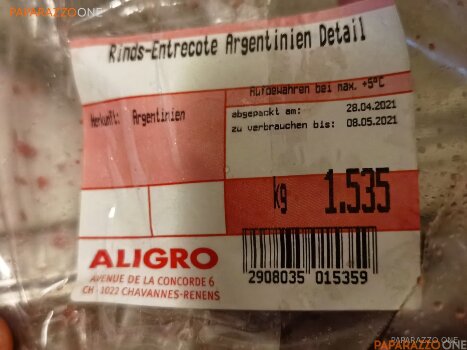 PAPARAZZO ONE
Rinds-Entrecote Argentinien Detail
Aufbewahren bei max. +5°C
Herkunft: Argentinien
abgepackt am: 28.04.2021
zu verbrauchen bis: 08.05.2021
kg 1.535
ALIGRO
AVENUE DE LA CONCORDE 6
CH - 1022 CHAVANNES-RENENS
2908035 015359
PAPARAZZO ONE
PAPARAZZO ONE